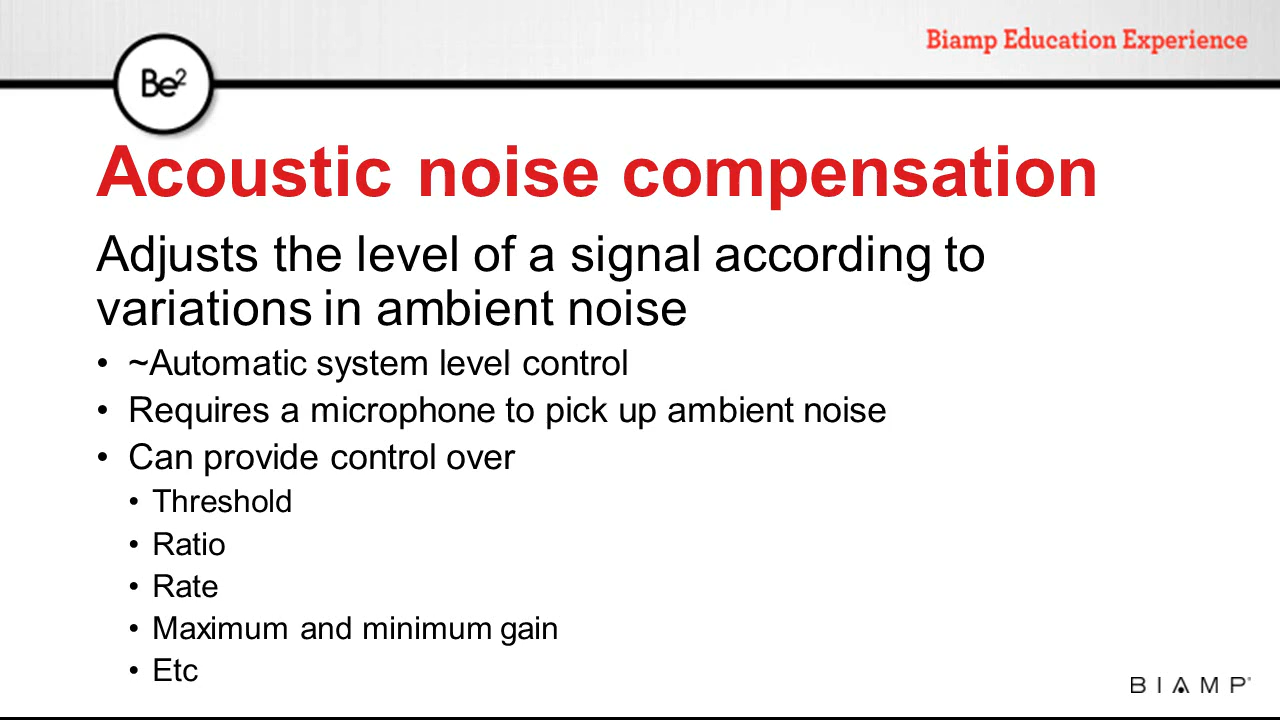 Biamp Education Experience
Be²
Acoustic noise compensation
Adjusts the level of a signal according to
variations in ambient noise
• ~Automatic system level control
• Requires a microphone to pick up ambient noise
• Can provide control over
• Threshold
• Ratio
• Rate
• Maximum and minimum gain
• Etc
BIAMP®